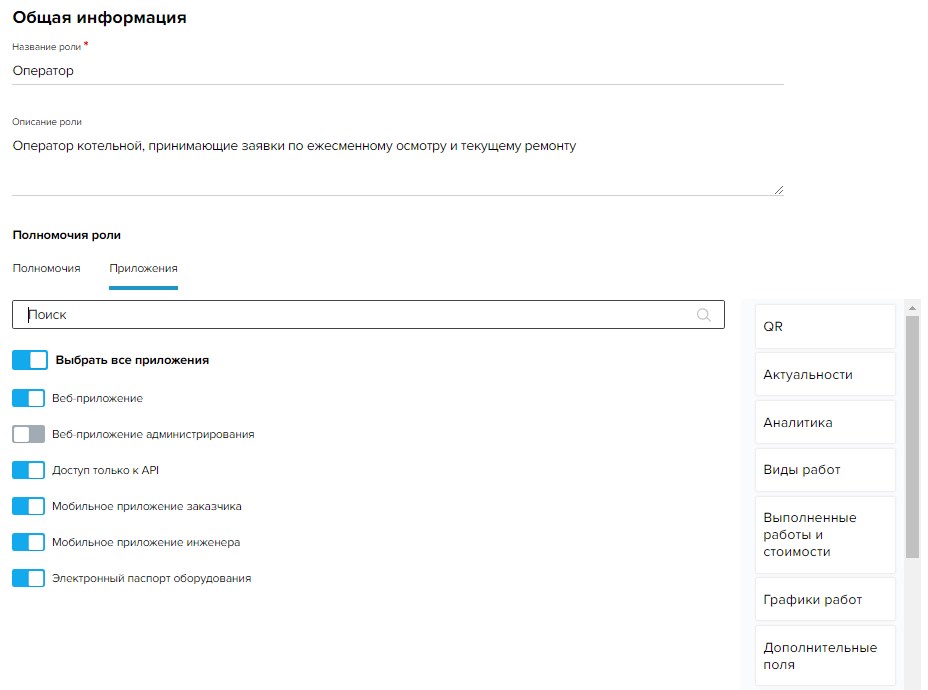 Общая информация
Название роли *
Оператор
Описание роли
Оператор котельной, принимающие заявки по ежесменному осмотру и текущему ремонту
Полномочия роли
Полномочия Приложения
Поиск
Выбрать все приложения
Веб-приложение
Веб-приложение администрирования
Доступ только к API
Мобильное приложение заказчика
Мобильное приложение инженера
Электронный паспорт оборудования
QR
Актуальности
Аналитика
Виды работ
Выполненные
работы и
стоимости
Графики работ
Дополнительные
поля